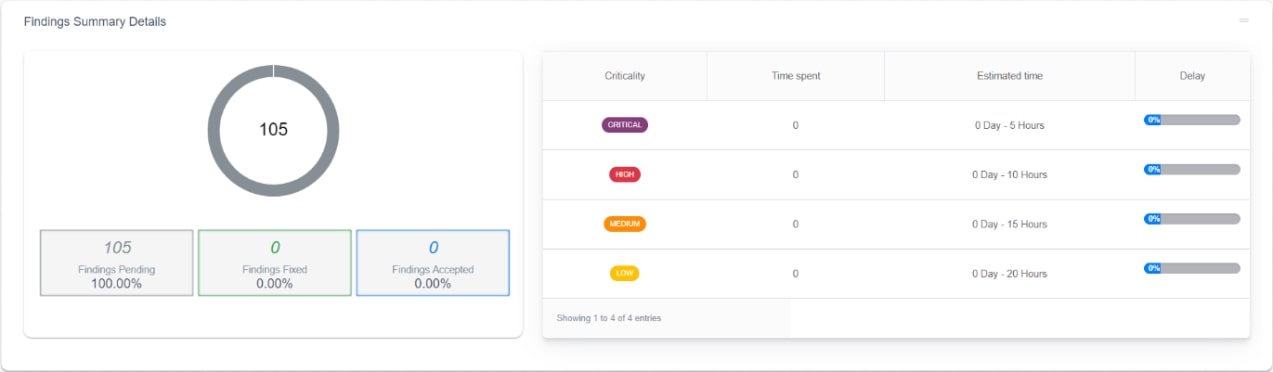 Findings Summary Details
105
105
Findings Pending
100.00%
0
Findings Fixed
0.00%
0
Findings Accepted
0.00%
Criticality Time spent Estimated time Delay
CRITICAL 0 0 Day - 5 Hours 0%
HIGH 0 0 Day - 10 Hours 0%
MEDIUM 0 0 Day - 15 Hours 0%
LOW 0 0 Day - 20 Hours 0%
Showing 1 to 4 of 4 entries